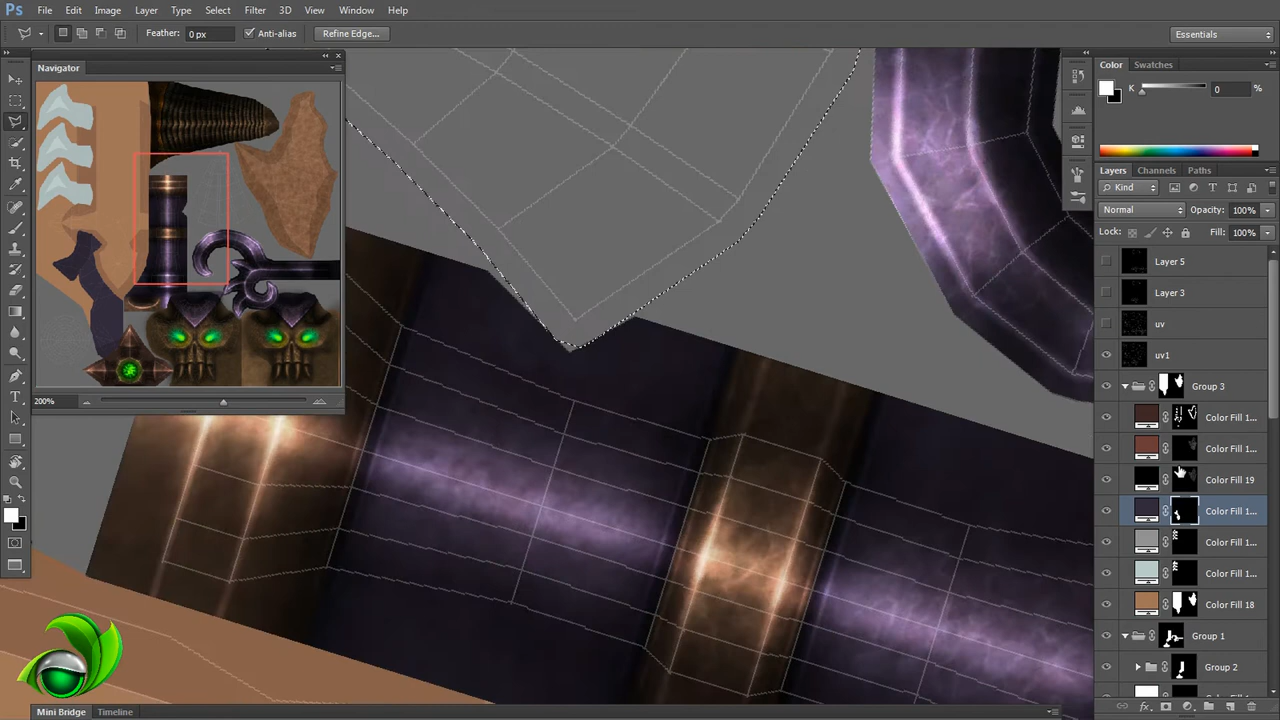 Ps File Edit Image Layer Type Select Filter 3D View Window Help
Feather: 0 px Anti-alias Refine Edge... Essentials
Navigator
200%
Color Swatches
K 0 %
Layers Channels Paths
Kind
Normal Opacity: 100%
Lock: Fill: 100%
Layer 5
Layer 3
uv
uv1
Group 3
Color Fill 1...
Color Fill 1...
Color Fill 19
Color Fill 1...
Color Fill 1...
Color Fill 1...
Color Fill 18
Group 1
Group 2
Mini Bridge Timeline